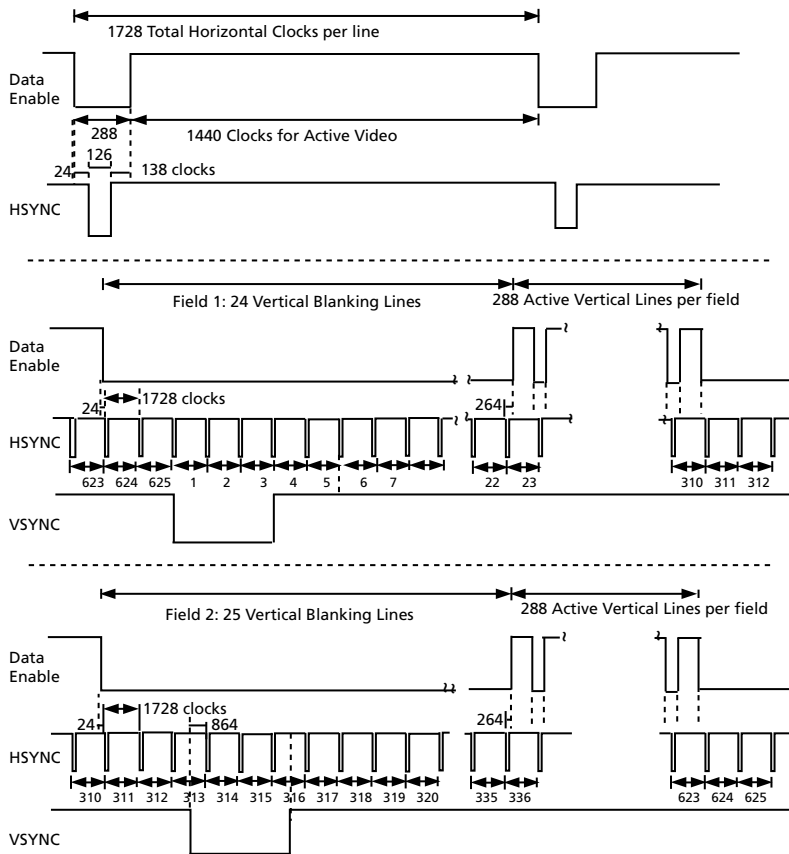 1728 Total Horizontal Clocks per line
Data
Enable
288
1440 Clocks for Active Video
126
24
138 clocks
HSYNC
Field 1: 24 Vertical Blanking Lines
288 Active Vertical Lines per field
Data
Enable
24
1728 clocks
264
HSYNC
623 624 625 1 2 3 4 5 6 7 22 23 310 311 312
VSYNC
Field 2: 25 Vertical Blanking Lines
288 Active Vertical Lines per field
Data
Enable
1728 clocks
24
864
264
HSYNC
310 311 312 313 314 315 316 317 318 319 320 335 336 623 624 625
VSYNC